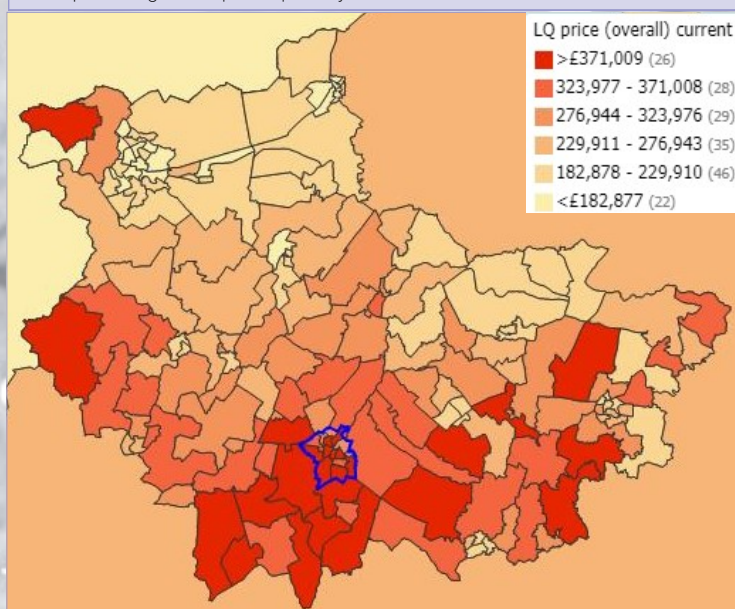 LQ price (overall) current
>£371,009 (26)
323,977 - 371,008 (28)
276,944 - 323,976 (29)
229,911 - 276,943 (35)
182,878 - 229,910 (46)
<£182,877 (22)